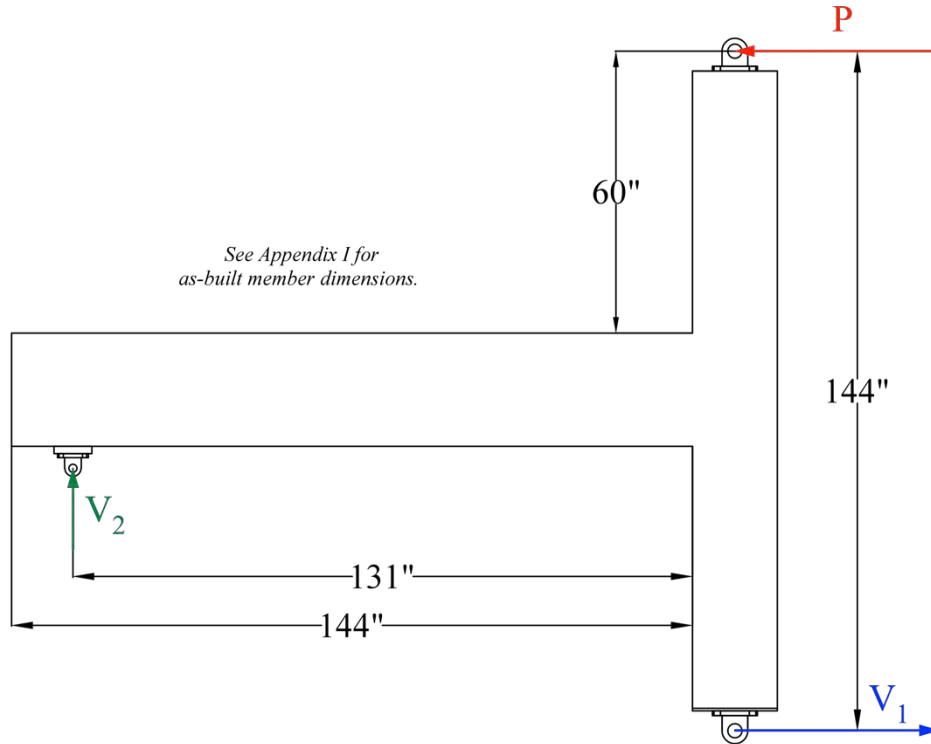 P
60"
See Appendix I for
as-built member dimensions.
144"
V2
131"
144"
V1